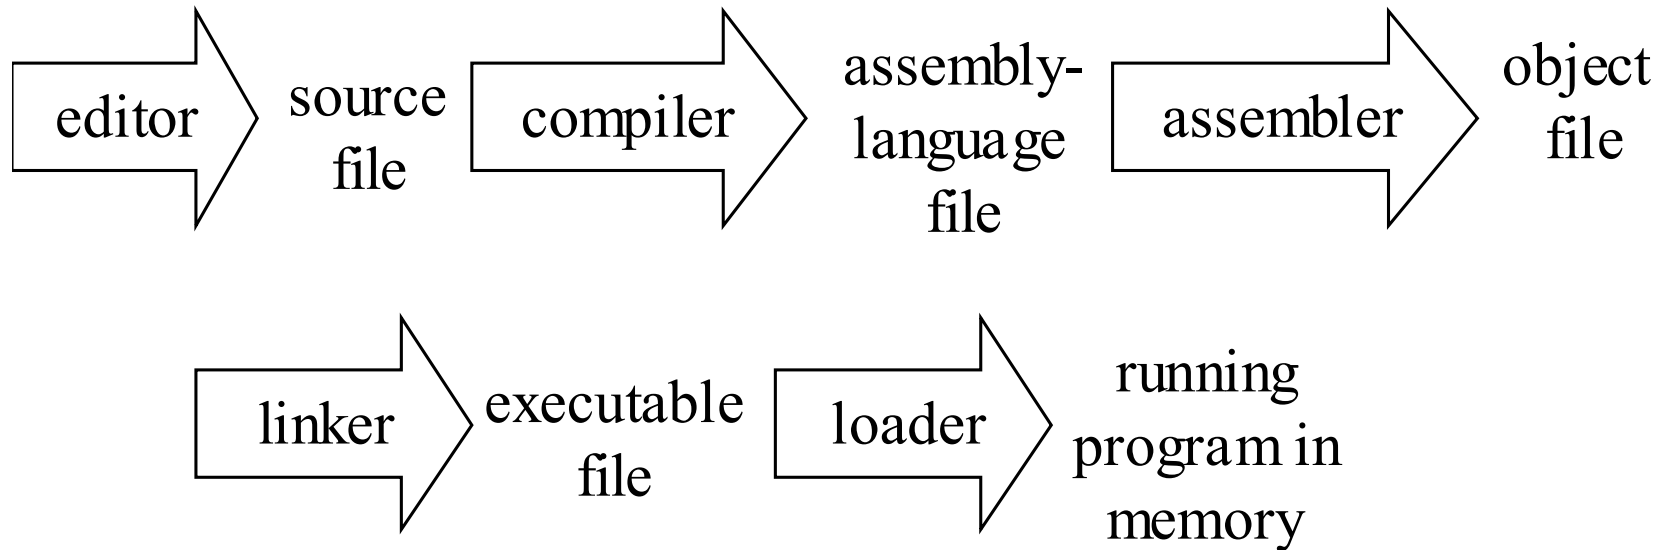 editor
source
file
compiler
assembly-
language
file
assembler
object
file
linker
executable
file
loader
running
program in
memory